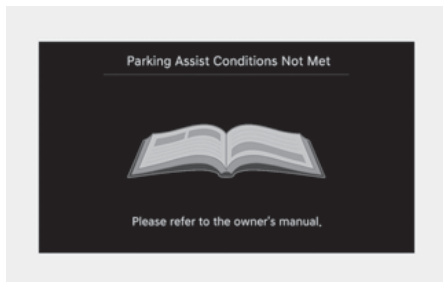 Parking Assist Conditions Not Met
Please refer to the owner's manual.